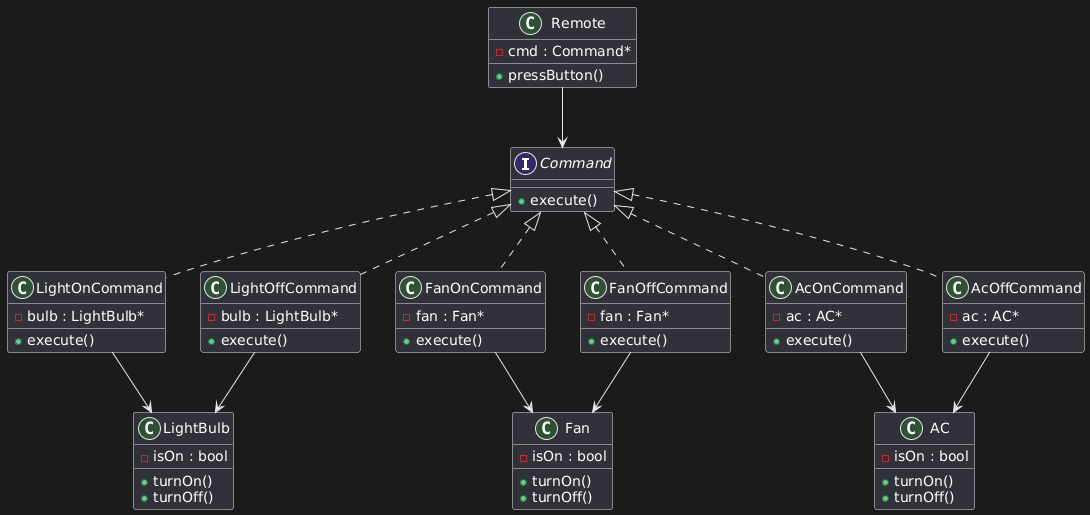 C Remote
cmd : Command*
pressButton()
I Command
execute()
C LightOnCommand
bulb : LightBulb*
execute()
C LightOffCommand
bulb : LightBulb*
execute()
C FanOnCommand
fan : Fan*
execute()
C FanOffCommand
fan : Fan*
execute()
C AcOnCommand
ac : AC*
execute()
C AcOffCommand
ac : AC*
execute()
C LightBulb
isOn : bool
turnOn()
turnOff()
C Fan
isOn : bool
turnOn()
turnOff()
C AC
isOn : bool
turnOn()
turnOff()